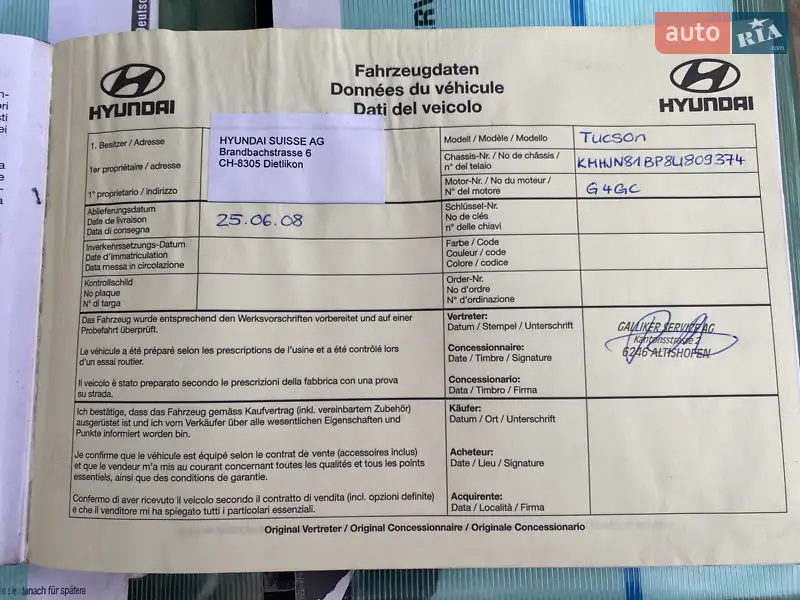 auto RIA .com
Fahrzeugdaten
Données du véhicule
Dati del veicolo
HYUNDAI
HYUNDAI
1. Besitzer / Adresse
1er propriétaire / adresse
1° proprietario / indirizzo
HYUNDAI SUISSE AG
Brandbachstrasse 6
CH-8305 Dietlikon
Modell / Modèle / Modello
Tucson
Chassis-Nr. / No de châssis /
n° del telaio
KMHJN81BP8U809374
Motor-Nr. / No du moteur /
N° del motore
G4GC
Ablieferungsdatum
Date de livraison
Data di consegna
25.06.08
Schlüssel-Nr.
No de clés
n° delle chiavi
Inverkehrssetzungs-Datum
Date d'immatriculation
Data messa in circolazione
Farbe / Code
Couleur / code
Colore / codice
Kontrollschild
No plaque
N° di targa
Order-Nr.
No d'ordre
N° d'ordinazione
Das Fahrzeug wurde entsprechend den Werksvorschriften vorbereitet und auf einer
Probefahrt überprüft.
Le véhicule a été préparé selon les prescriptions de l'usine et a été contrôlé lors
d'un essai routier.
Il veicolo è stato preparato secondo le prescrizioni della fabbrica con una prova
su strada.
Vertreter:
Datum / Stempel / Unterschrift
Concessionnaire:
Date / Timbre / Signature
Concessionario:
Data / Timbro / Firma
GALLIKER SERVICE AG
Kantonsstrasse 2
6246 ALTISHOFEN
Ich bestätige, dass das Fahrzeug gemäss Kaufvertrag (inkl. vereinbartem Zubehör)
ausgerüstet ist und ich vom Verkäufer über alle wesentlichen Eigenschaften und
Punkte informiert worden bin.
Je confirme que le véhicule est équipé selon le contrat de vente (accessoires inclus)
et que le vendeur m'a mis au courant concernant toutes les qualités et tous les points
essentiels, ainsi que des conditions de garantie.
Confermo di aver ricevuto il veicolo secondo il contratto di vendita (incl. opzioni definite)
e che il venditore mi ha spiegato tutti i particolari essenziali.
Käufer:
Datum / Ort / Unterschrift
Acheteur:
Date / Lieu / Signature
Acquirente:
Data / Località / Firma
Original Vertreter / Original Concessionnaire / Originale Concessionario
danach für spätere